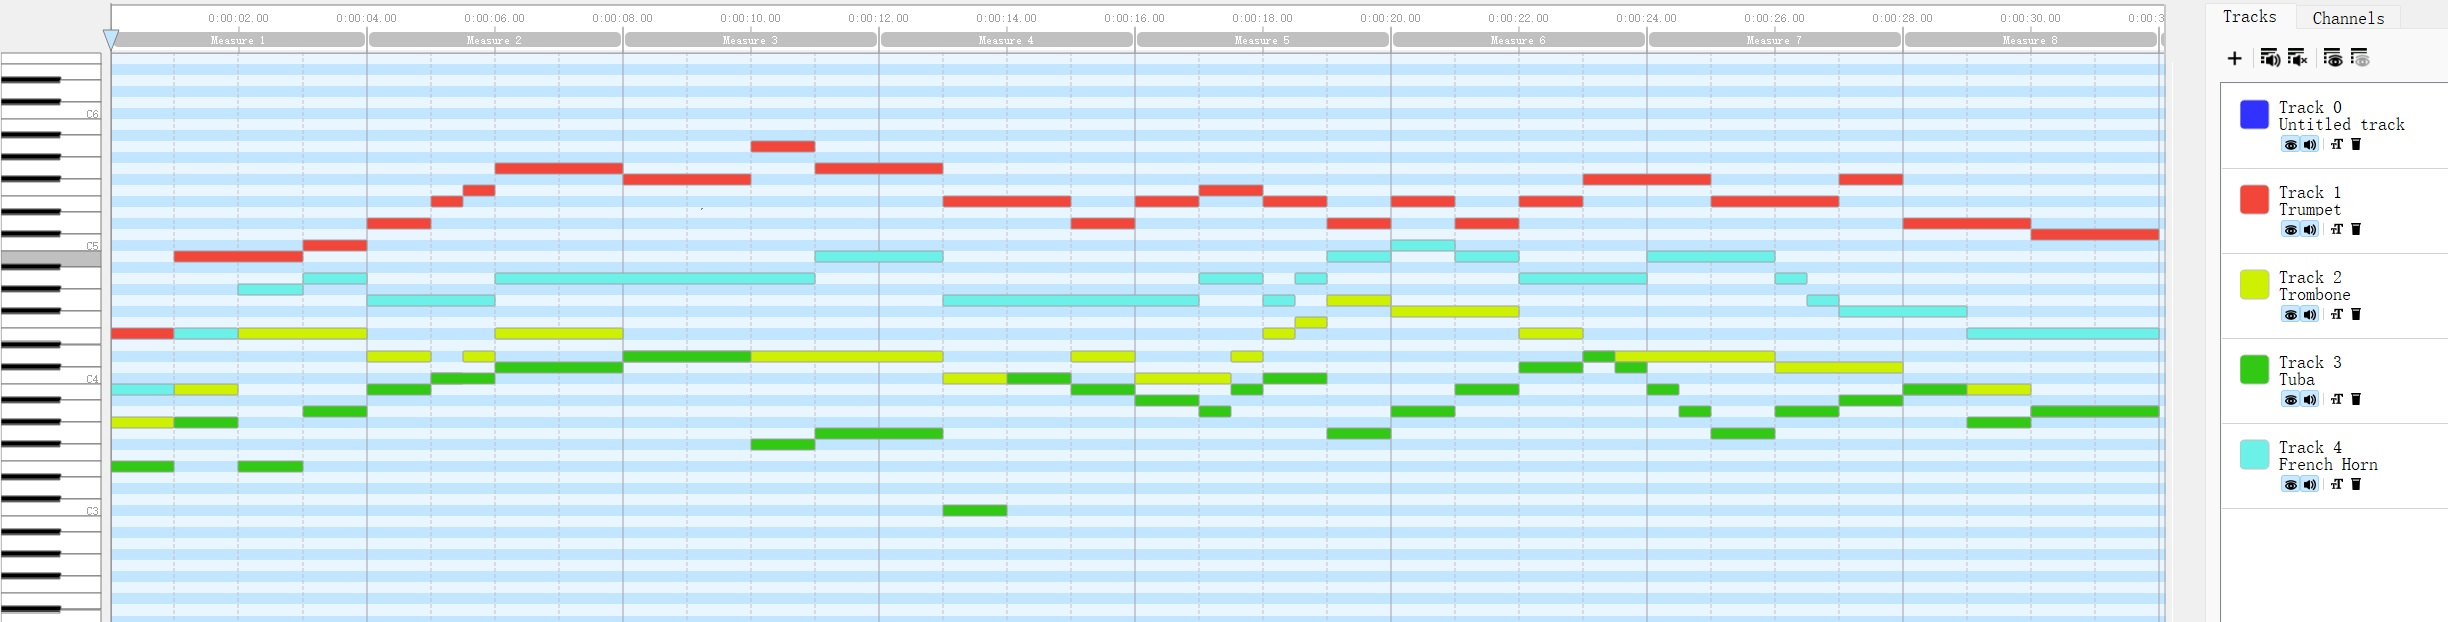 0:00:02.00 0:00:04.00 0:00:06.00 0:00:08.00 0:00:10.00 0:00:12.00 0:00:14.00 0:00:16.00 0:00:18.00 0:00:20.00 0:00:22.00 0:00:24.00 0:00:26.00 0:00:28.00 0:00:30.00 0:00:3
Measure 1 Measure 2 Measure 3 Measure 4 Measure 5 Measure 6 Measure 7 Measure 8
C6
C5
C4
C3
Tracks Channels
Track 0
Untitled track
Track 1
Trumpet
Track 2
Trombone
Track 3
Tuba
Track 4
French Horn